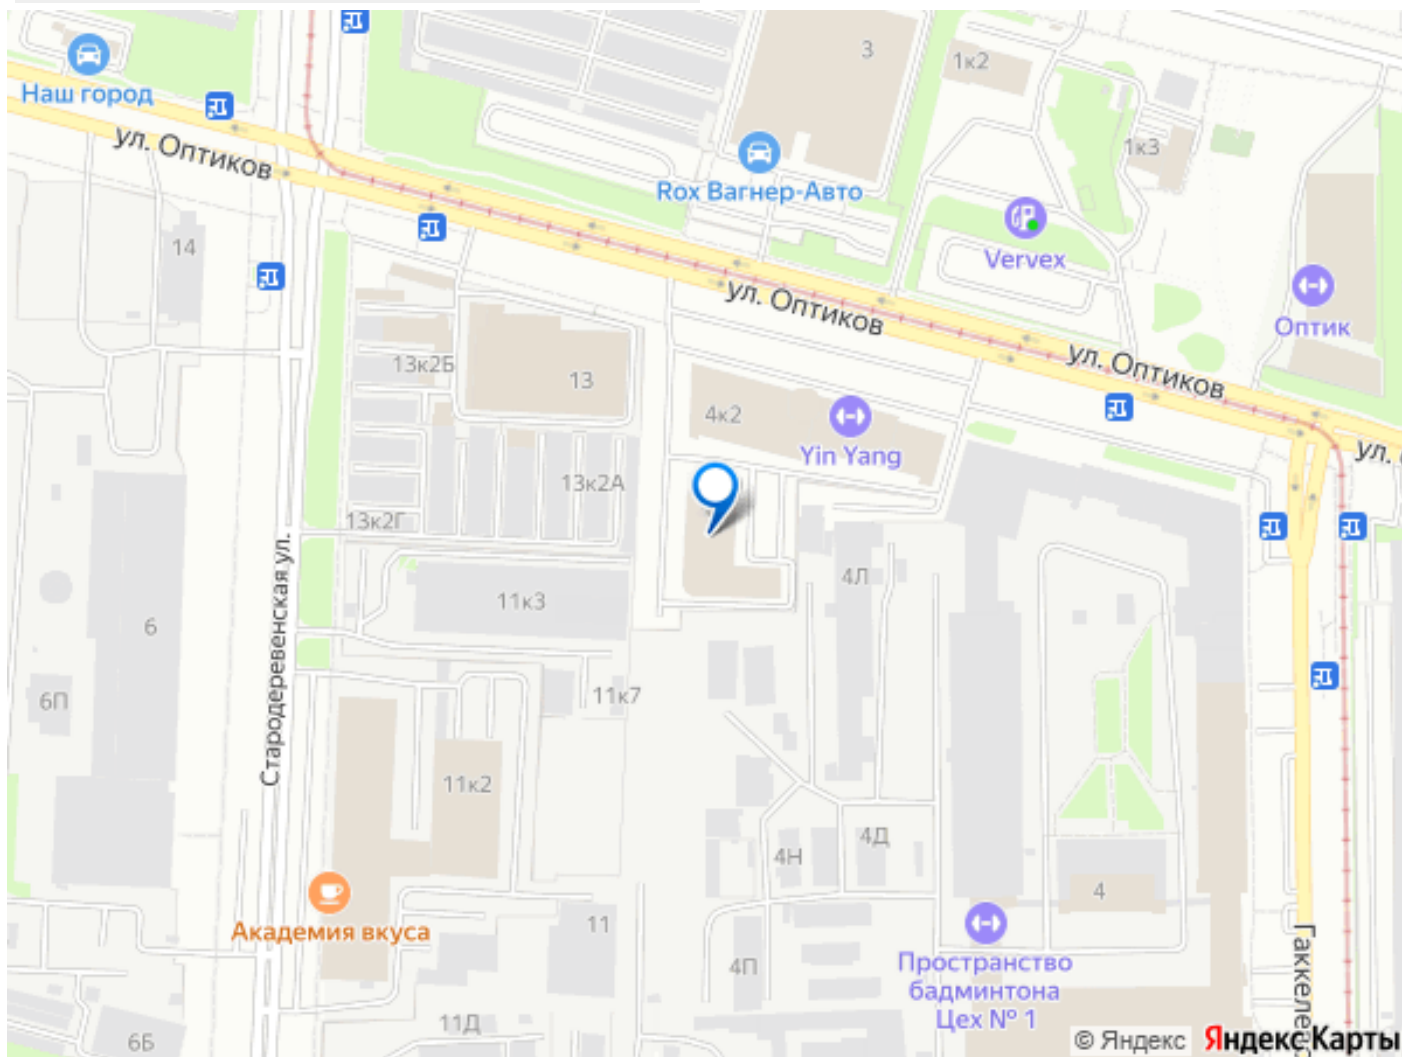 Наш город
ул. Оптиков
3
1к2
1к3
Rox Вагнер-Авто
Vervex
14
ул. Оптиков
Оптик
13к2Б
13
ул. Оптиков
4к2
Yin Yang
ул.
13к2А
13к2Г
Стародеревенская ул.
4Л
11к3
6
6П
11к7
11к2
4Н
4Д
4
Академия вкуса
11
Пространство
бадминтона
Цех № 1
4П
11Д
6Б
© Яндекс
Яндекс Карты